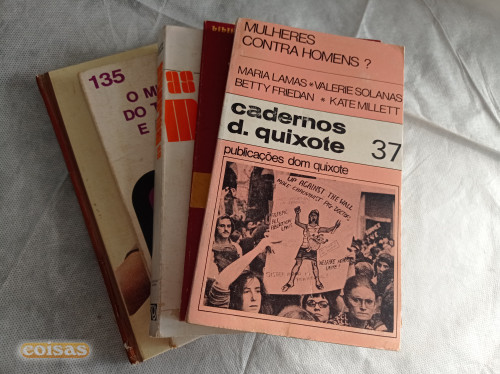 MULHERES
CONTRA HOMENS ?
MARIA LAMAS * VALERIE SOLANAS
BETTY FRIEDAN * KATE MILLETT
cadernos
d. quixote 37
publicações dom quixote
UP AGAINST THE WALL
135
O M
DO T
E
coisas